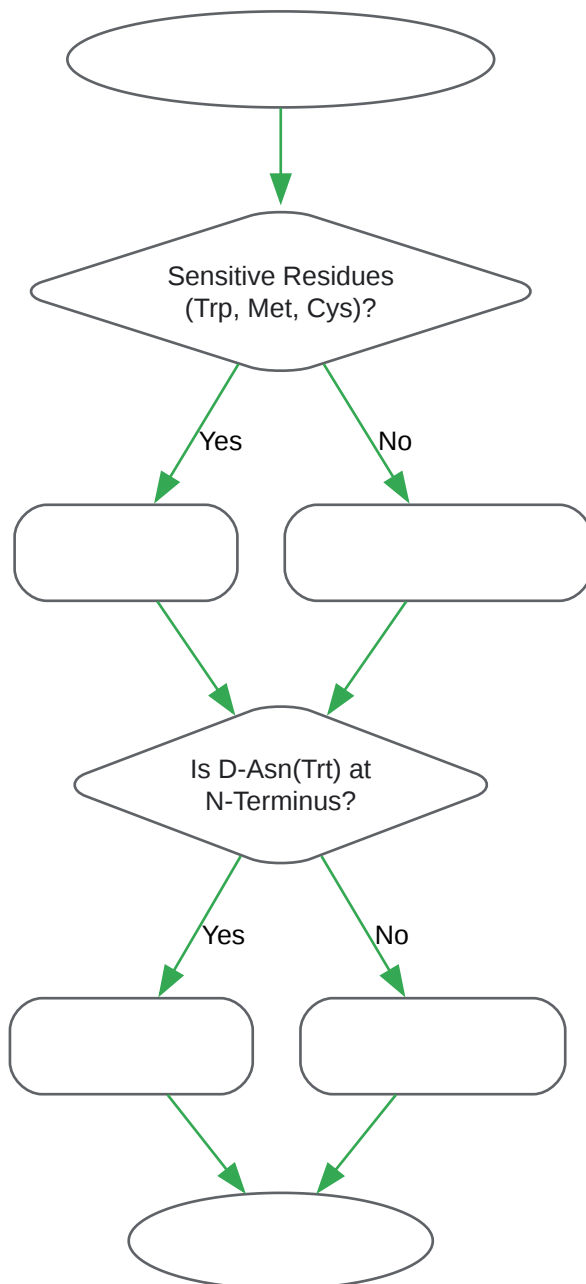 Sensitive Residues
(Trp, Met, Cys)?
Yes
No
Is D-Asn(Trt) at
N-Terminus?
Yes
No